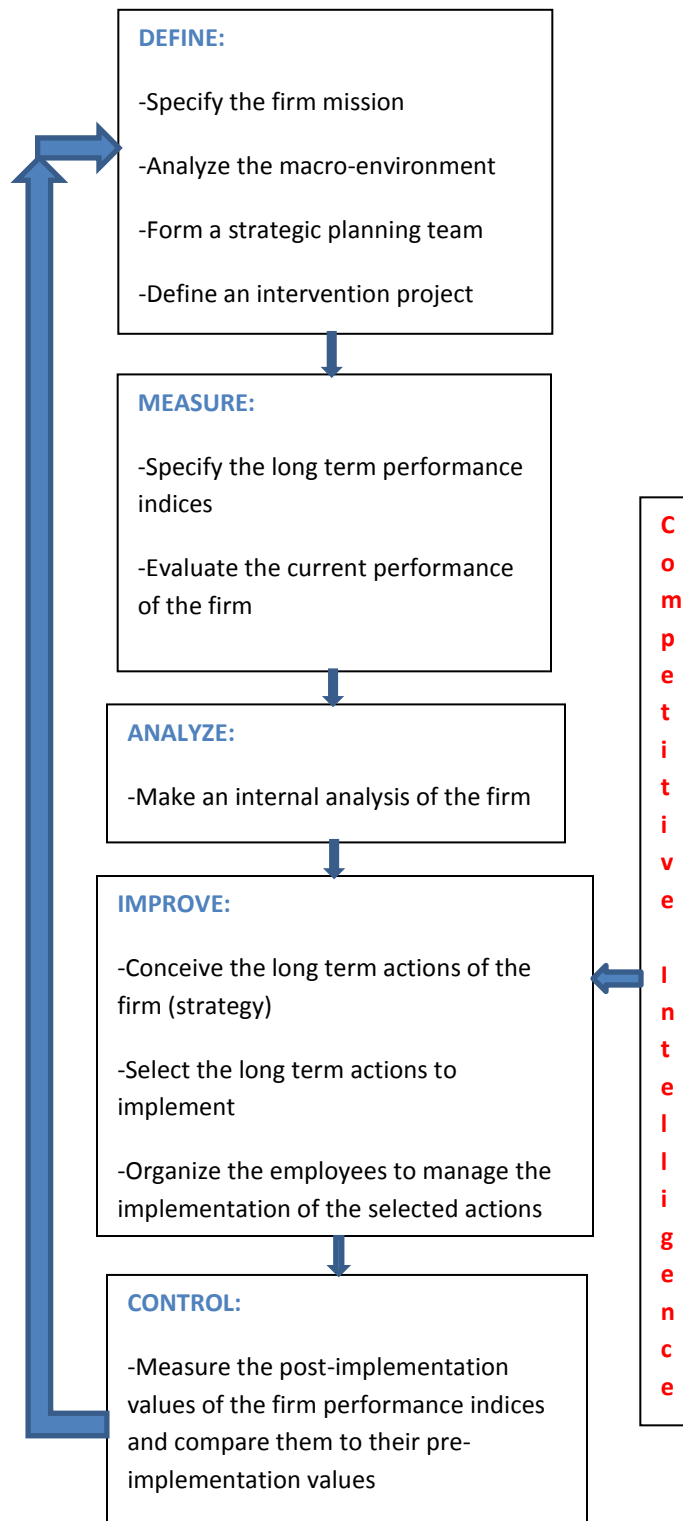 DEFINE:
-Specify the firm mission
-Analyze the macro-environment
-Form a strategic planning team
-Define an intervention project
MEASURE:
-Specify the long term performance
indices
-Evaluate the current performance
of the firm
ANALYZE:
-Make an internal analysis of the firm
IMPROVE:
-Conceive the long term actions of the
firm (strategy)
-Select the long term actions to
implement
-Organize the employees to manage the
implementation of the selected actions
CONTROL:
-Measure the post-implementation
values of the firm performance indices
and compare them to their pre-
implementation values
Competitive Intelligence